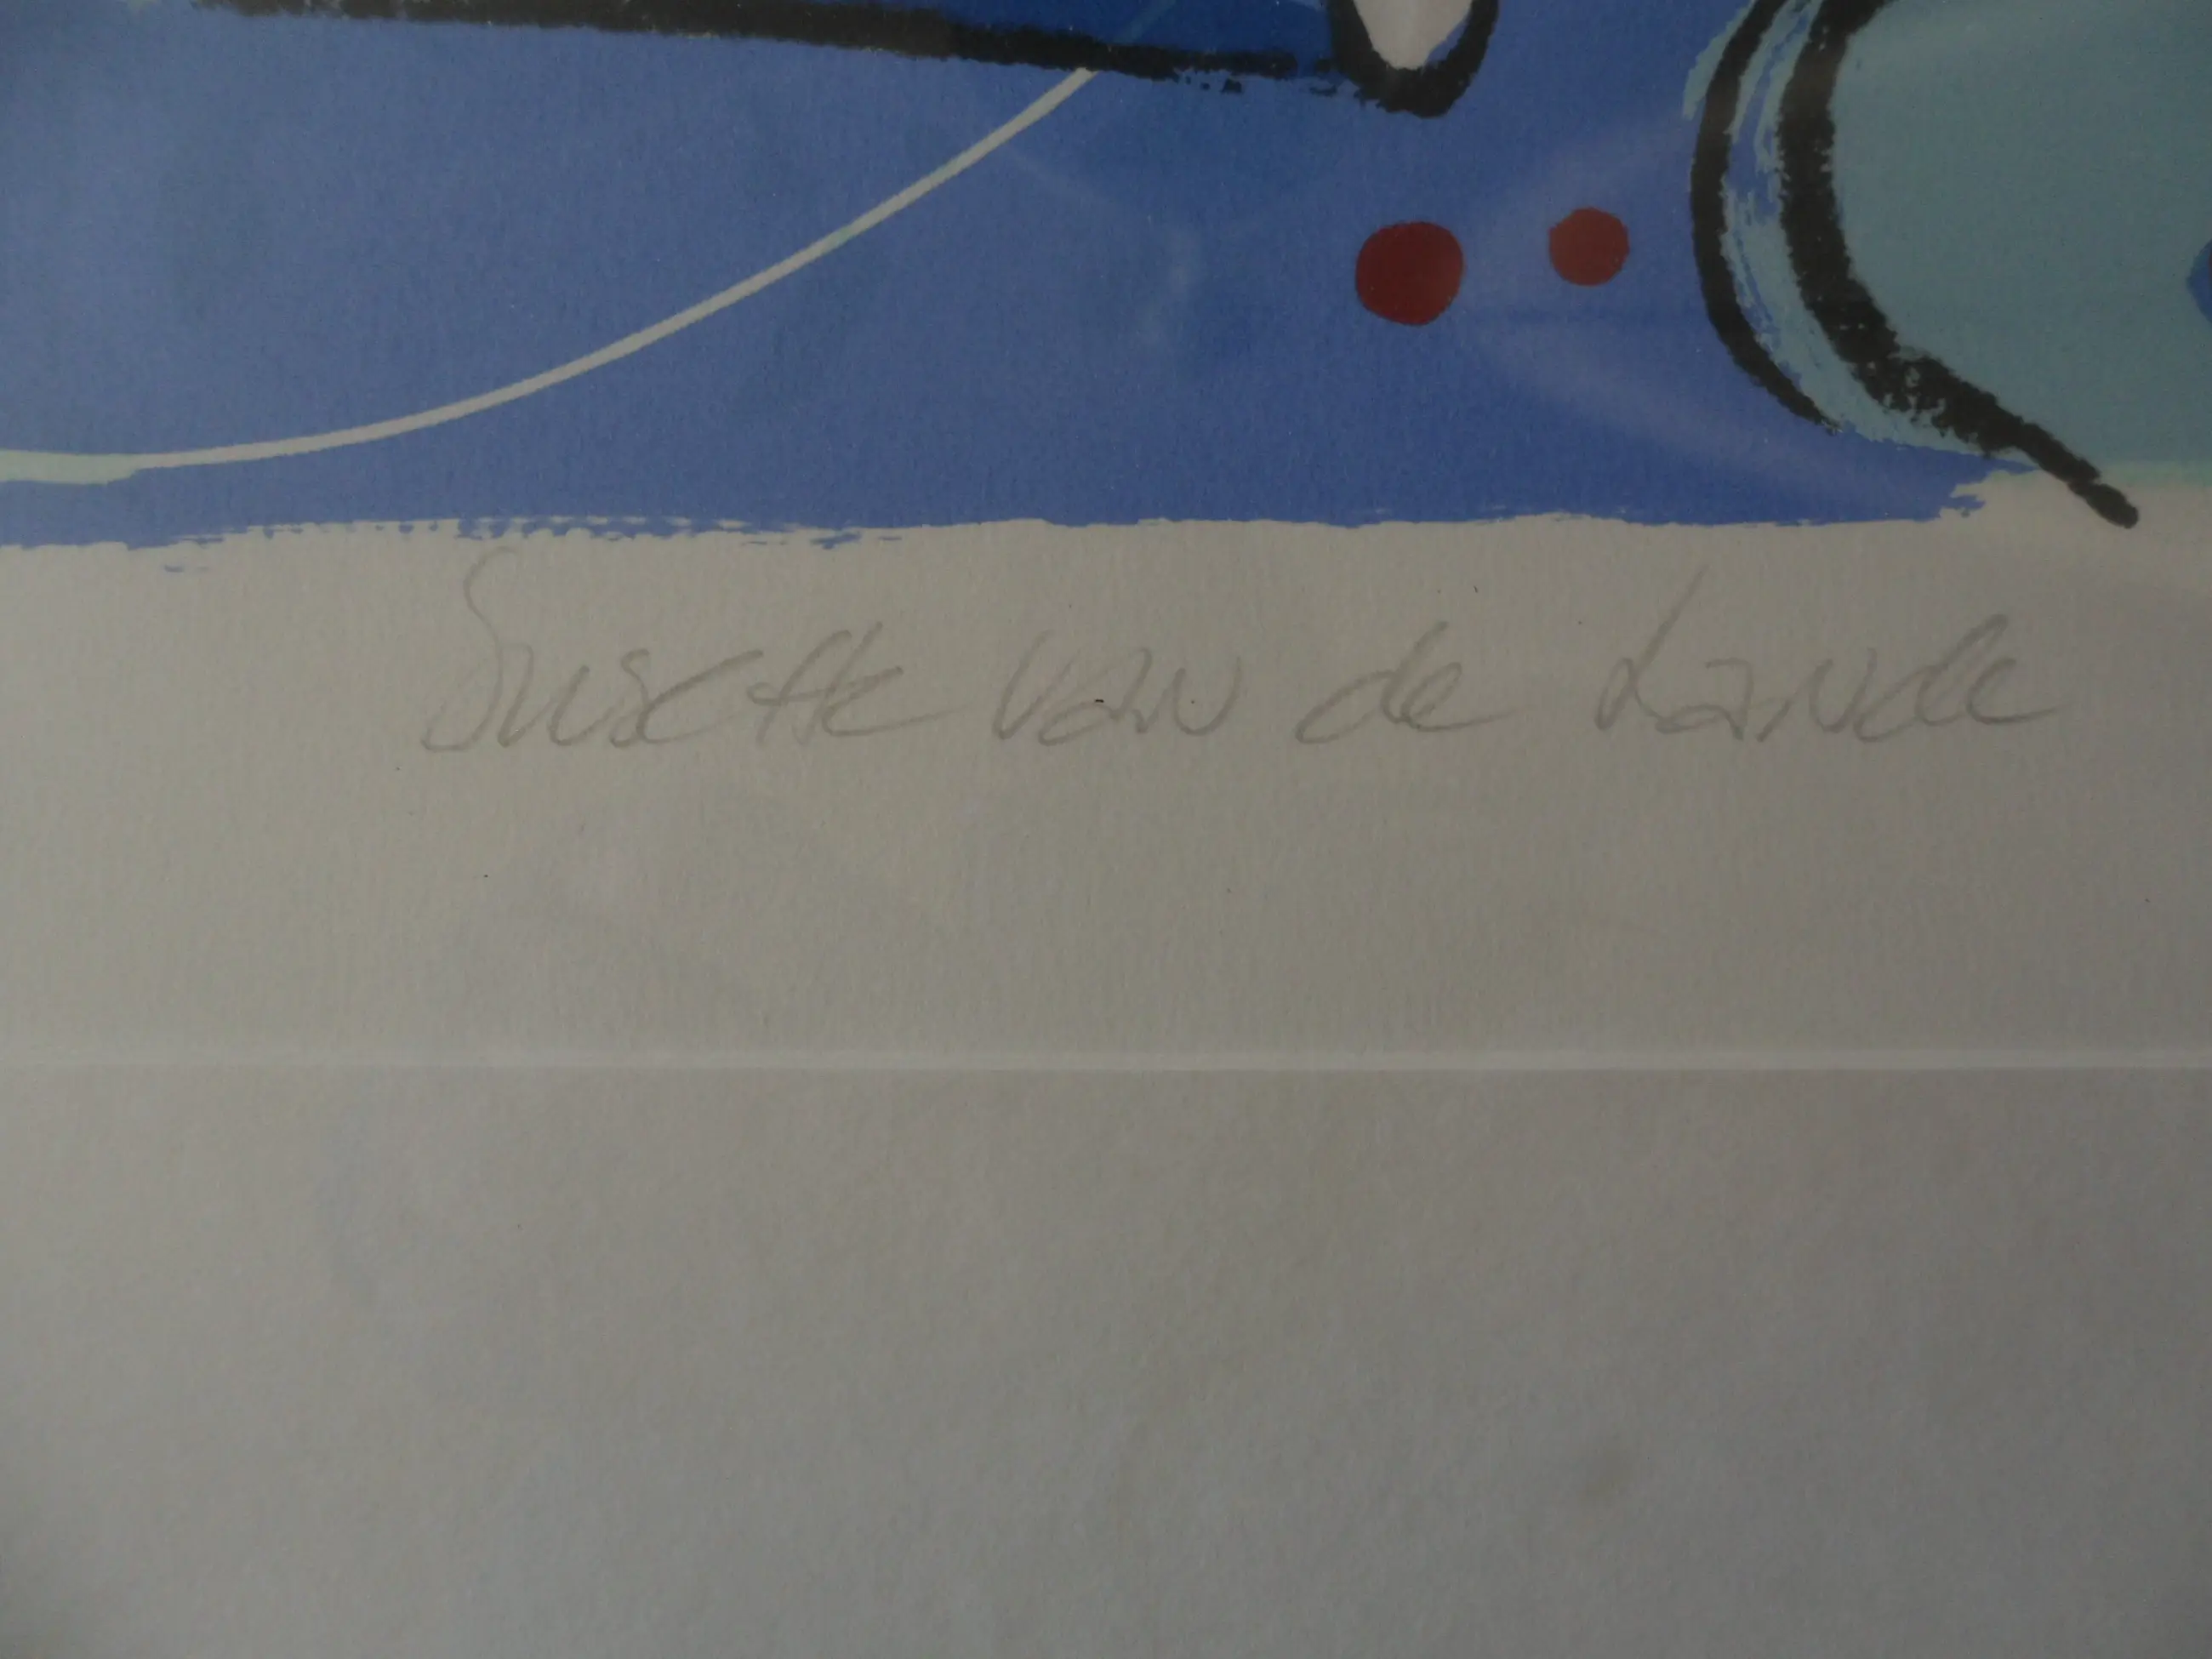 Susette van de Lande